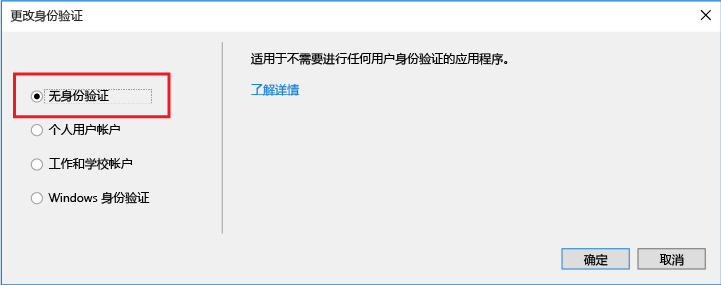 更改身份验证
无身份验证
个人用户帐户
工作和学校帐户
Windows 身份验证
适用于不需要进行任何用户身份验证的应用程序。
了解详情
确定
取消